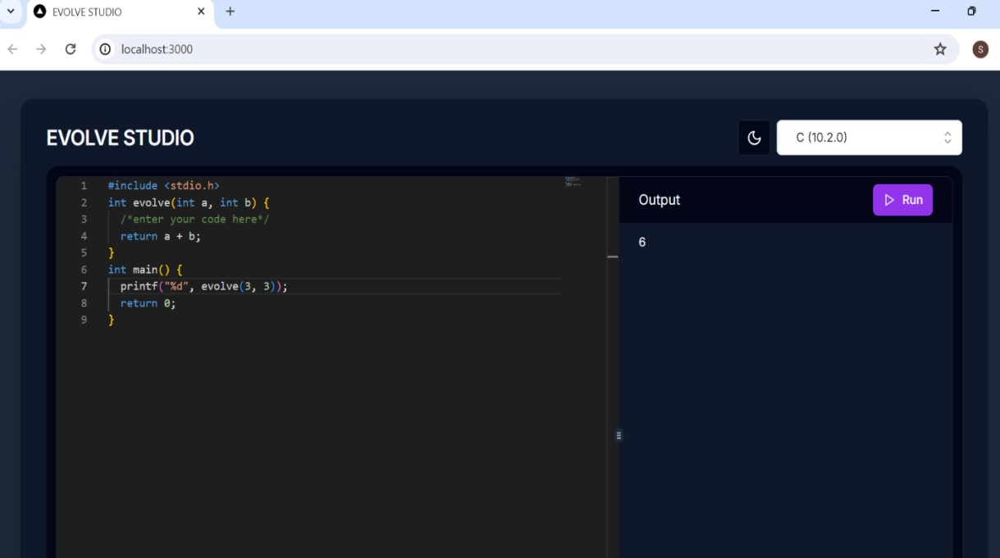 EVOLVE STUDIO
localhost:3000
S
EVOLVE STUDIO
C (10.2.0)
1 #include <stdio.h>
2 int evolve(int a, int b) {
3 /*enter your code here*/
4 return a + b;
5 }
6 int main() {
7 printf("%d", evolve(3, 3));
8 return 0;
9 }
Output
Run
6